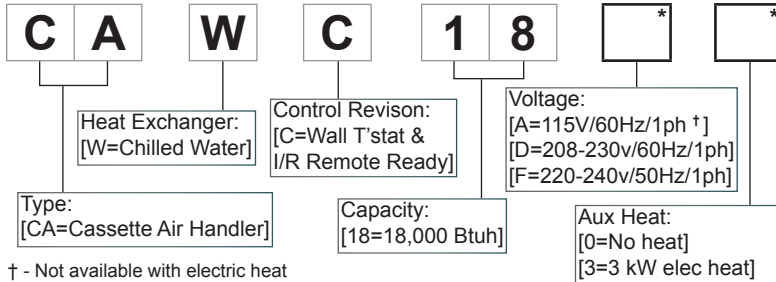 C A W C 1 8 * *
Heat Exchanger:
[W=Chilled Water]
Control Revison:
[C=Wall T'stat &
I/R Remote Ready]
Voltage:
[A=115V/60Hz/1ph †]
[D=208-230v/60Hz/1ph]
[F=220-240v/50Hz/1ph]
Type:
[CA=Cassette Air Handler]
Capacity:
[18=18,000 Btuh]
Aux Heat:
[0=No heat]
[3=3 kW elec heat]
† - Not available with electric heat